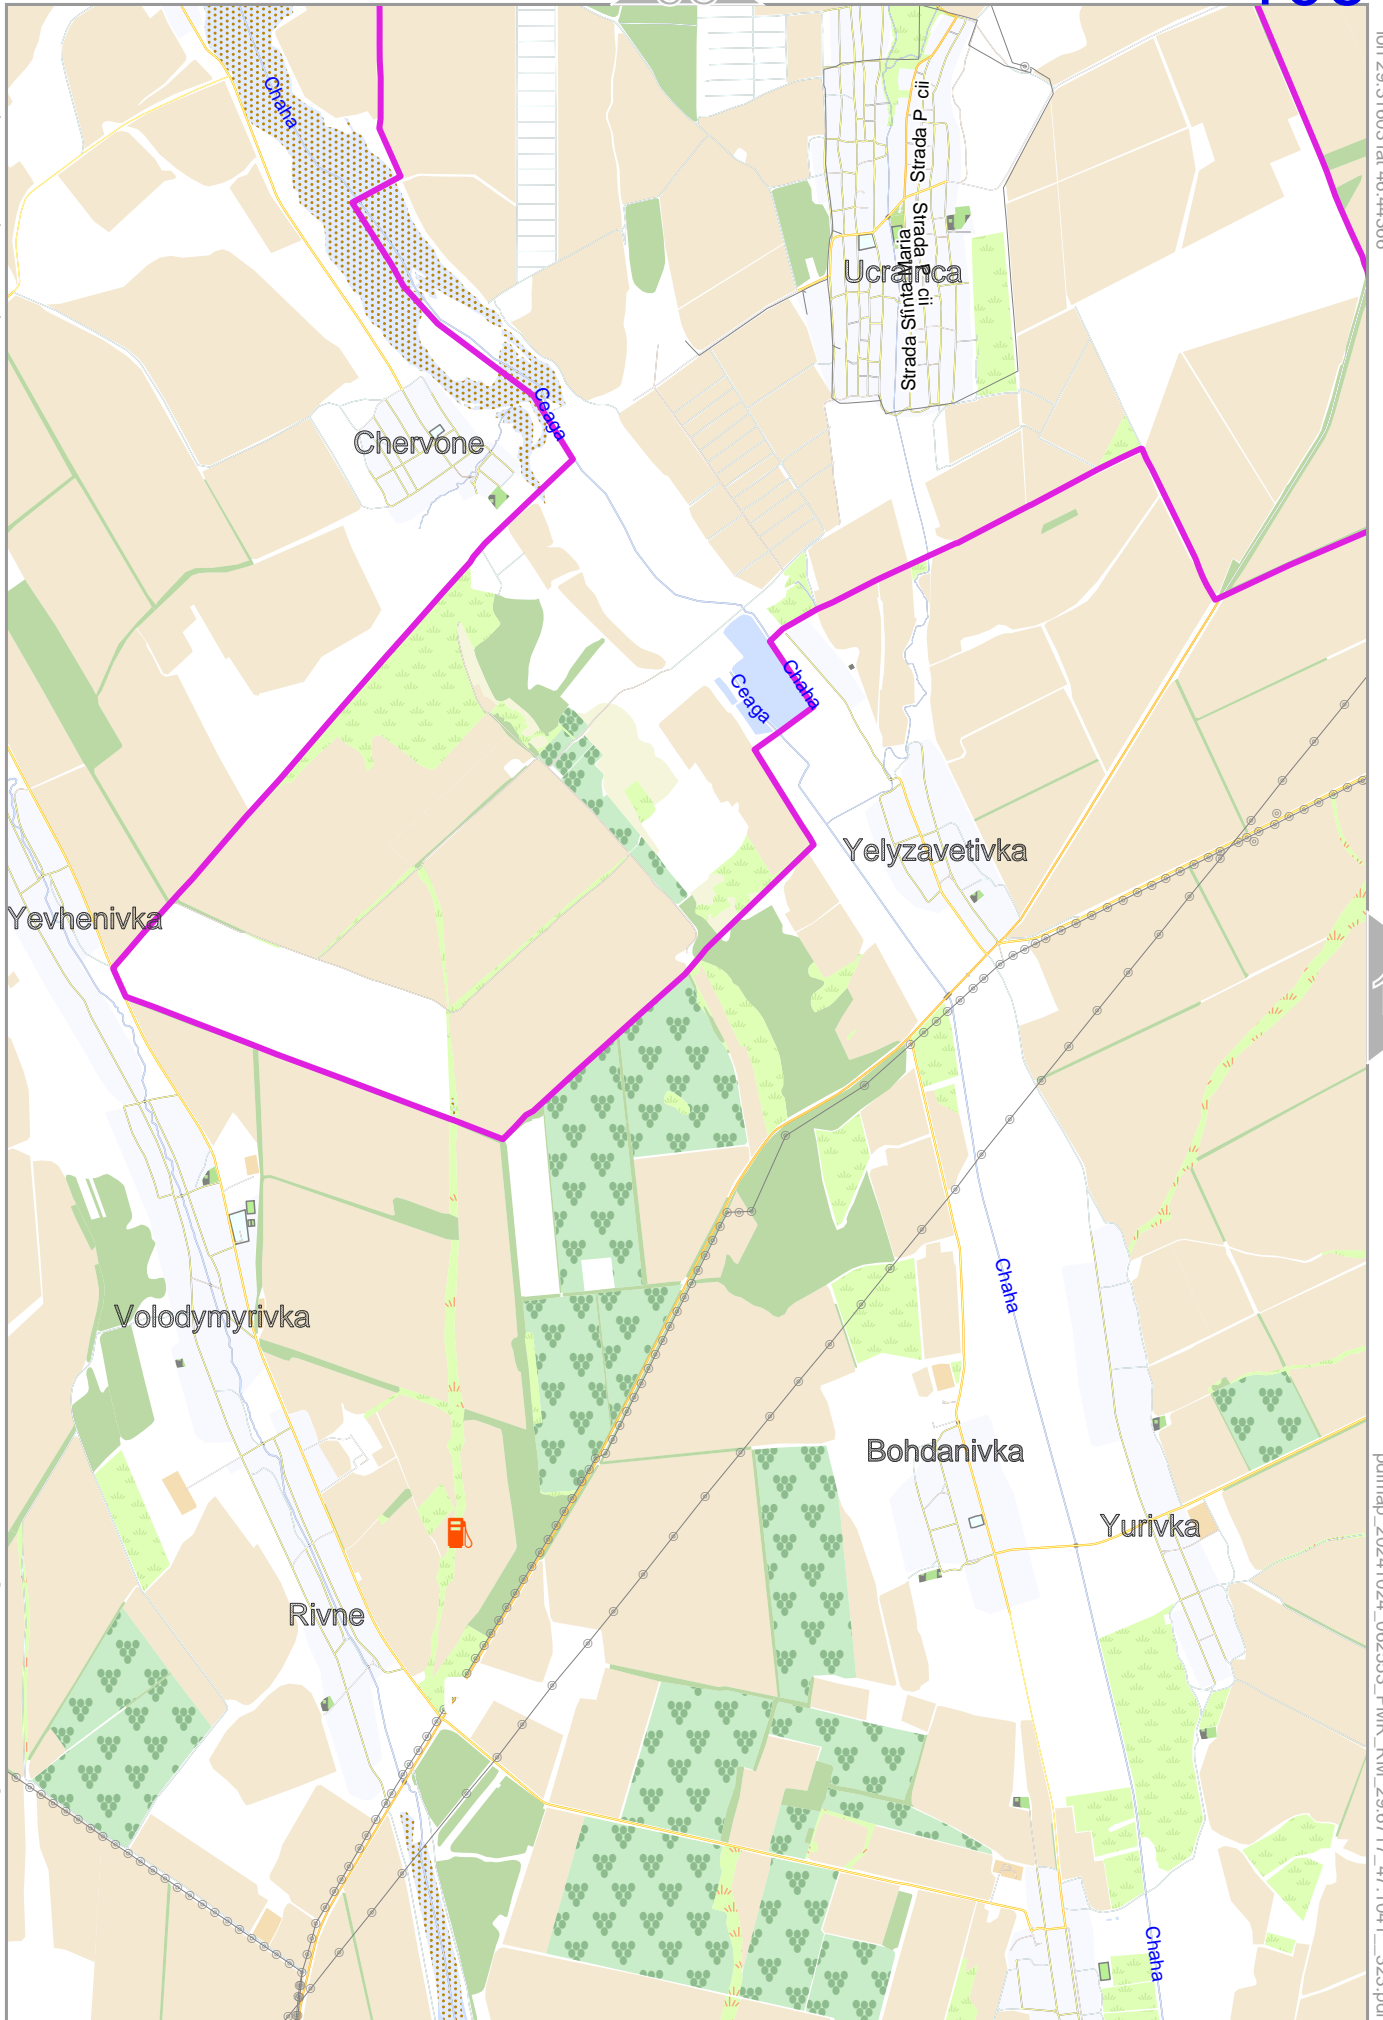 Chaha
Strada P cii
Strada P cii
Strada Sfînta Maria
Ucrainca
Ceaga
Chervone
Chaha
Ceaga
Yelyzavetivka
Yevhenivka
Chaha
Volodymyrivka
Bohdanivka
Yurivka
Rivne
Chaha